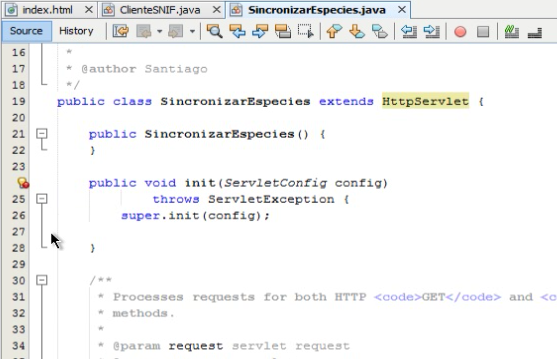 index.html ClienteSNIF.java SincronizarEspecies.java
Source History
16 *
17 * @author Santiago
18 */
19 public class SincronizarEspecies extends HttpServlet {
20
21 public SincronizarEspecies() {
22 }
23
public void init(ServletConfig config)
25 throws ServletException {
26 super.init(config);
27
28 }
29
30 /**
31 * Processes requests for both HTTP <code>GET</code> and <c
32 * methods.
33 *
34 * @param request servlet request